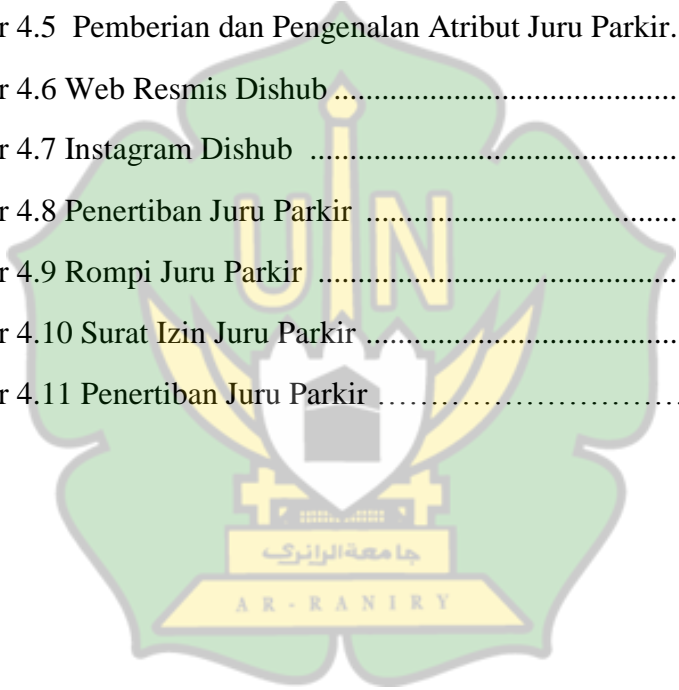 r 4.5 Pemberian dan Pengenalan Atribut Juru Parkir.
r 4.6 Web Resmis Dishub ............................................
r 4.7 Instagram Dishub ............................................
r 4.8 Penertiban Juru Parkir .......................................
UIN
r 4.9 Rompi Juru Parkir ............................................
r 4.10 Surat Izin Juru Parkir .......................................
r 4.11 Penertiban Juru Parkir ……………………………
جامعةالرانري
AR-RANIRY